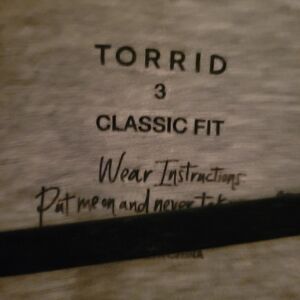 TORRID
3
CLASSIC FIT
Wear Instructions
Put me on and never